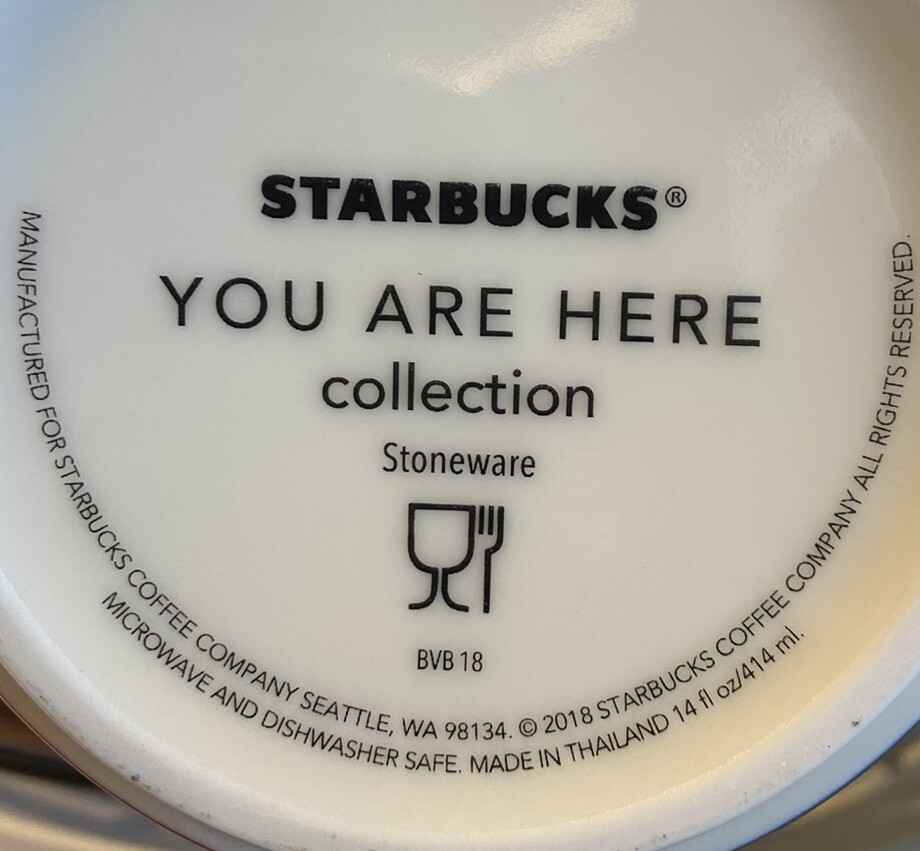 STARBUCKS®
YOU ARE HERE
collection
Stoneware
BVB 18
MANUFACTURED FOR STARBUCKS COFFEE COMPANY SEATTLE, WA 98134. © 2018 STARBUCKS COFFEE COMPANY ALL RIGHTS RESERVED.
MICROWAVE AND DISHWASHER SAFE. MADE IN THAILAND 14 fl oz/414 ml.